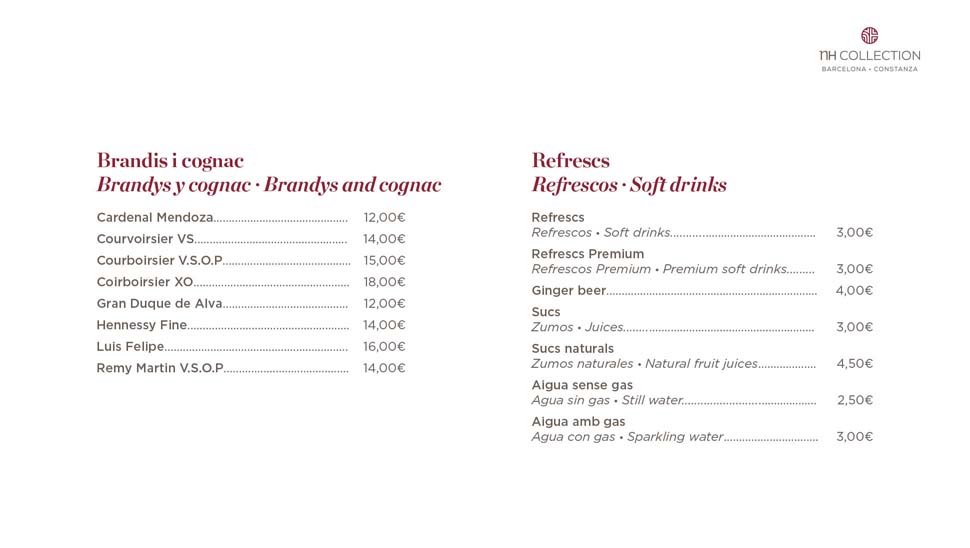 NH COLLECTION
BARCELONA • CONSTANZA
Brandis i cognac
Brandys y cognac · Brandys and cognac
Cardenal Mendoza............................................ 12,00€
Courvoirsier VS.................................................. 14,00€
Courboirsier V.S.O.P.......................................... 15,00€
Coirboirsier XO................................................... 18,00€
Gran Duque de Alva......................................... 12,00€
Hennessy Fine..................................................... 14,00€
Luis Felipe............................................................ 16,00€
Remy Martin V.S.O.P......................................... 14,00€
Refrescs
Refrescos · Soft drinks
Refrescs
Refrescos • Soft drinks............................................... 3,00€
Refrescs Premium
Refrescos Premium • Premium soft drinks......... 3,00€
Ginger beer..................................................................... 4,00€
Sucs
Zumos • Juices.............................................................. 3,00€
Sucs naturals
Zumos naturales • Natural fruit juices................... 4,50€
Aigua sense gas
Agua sin gas • Still water............................................ 2,50€
Aigua amb gas
Agua con gas • Sparkling water............................... 3,00€